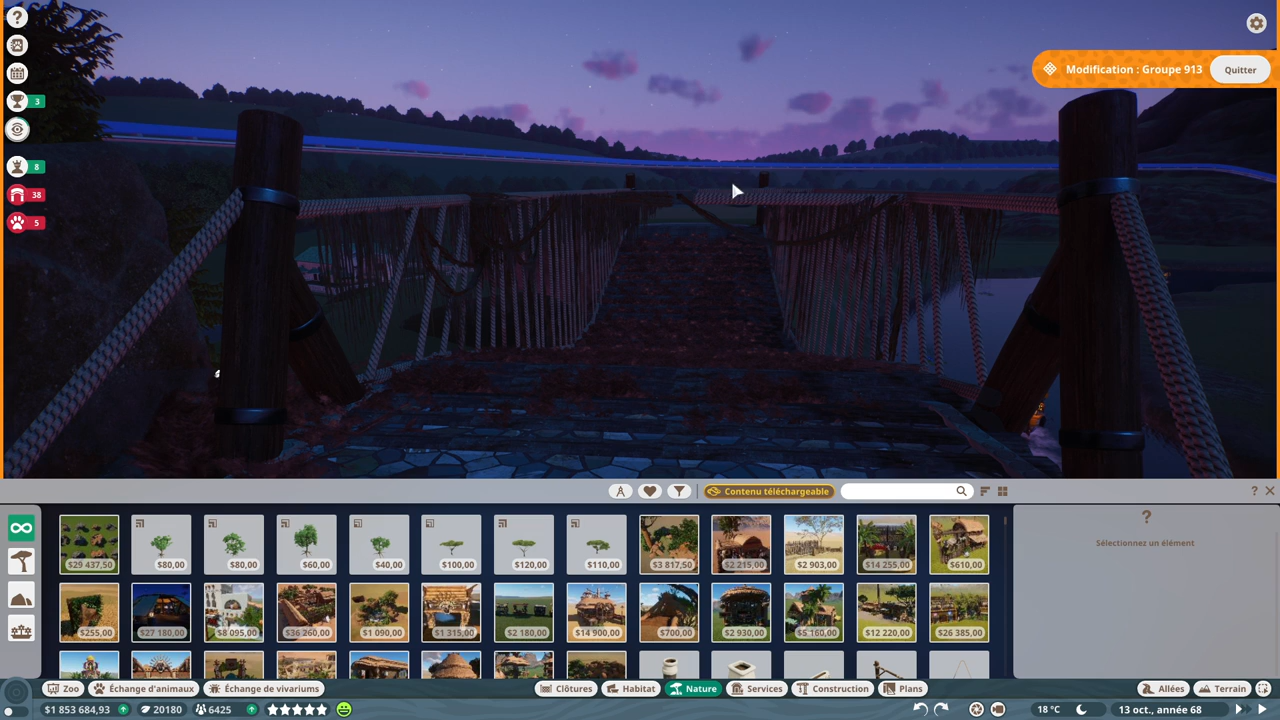 ?
Modification : Groupe 913
Quitter
3
8
38
5
Contenu téléchargeable
? ×
?
Sélectionnez un élément
$29 437,50
$80,00
$80,00
$60,00
$40,00
$100,00
$120,00
$110,00
$3 817,50
$2 215,00
$2 903,00
$14 255,00
$610,00
$255,00
$27 180,00
$8 095,00
$36 260,00
$1 090,00
$1 315,00
$2 180,00
$14 900,00
$700,00
$2 930,00
$5 160,00
$12 220,00
$26 385,00
Zoo
Échange d'animaux
Échange de vivariums
Clôtures
Habitat
Nature
Services
Construction
Plans
Allées
Terrain
$1 853 684,93
20180
6425
18 °C
13 oct., année 68